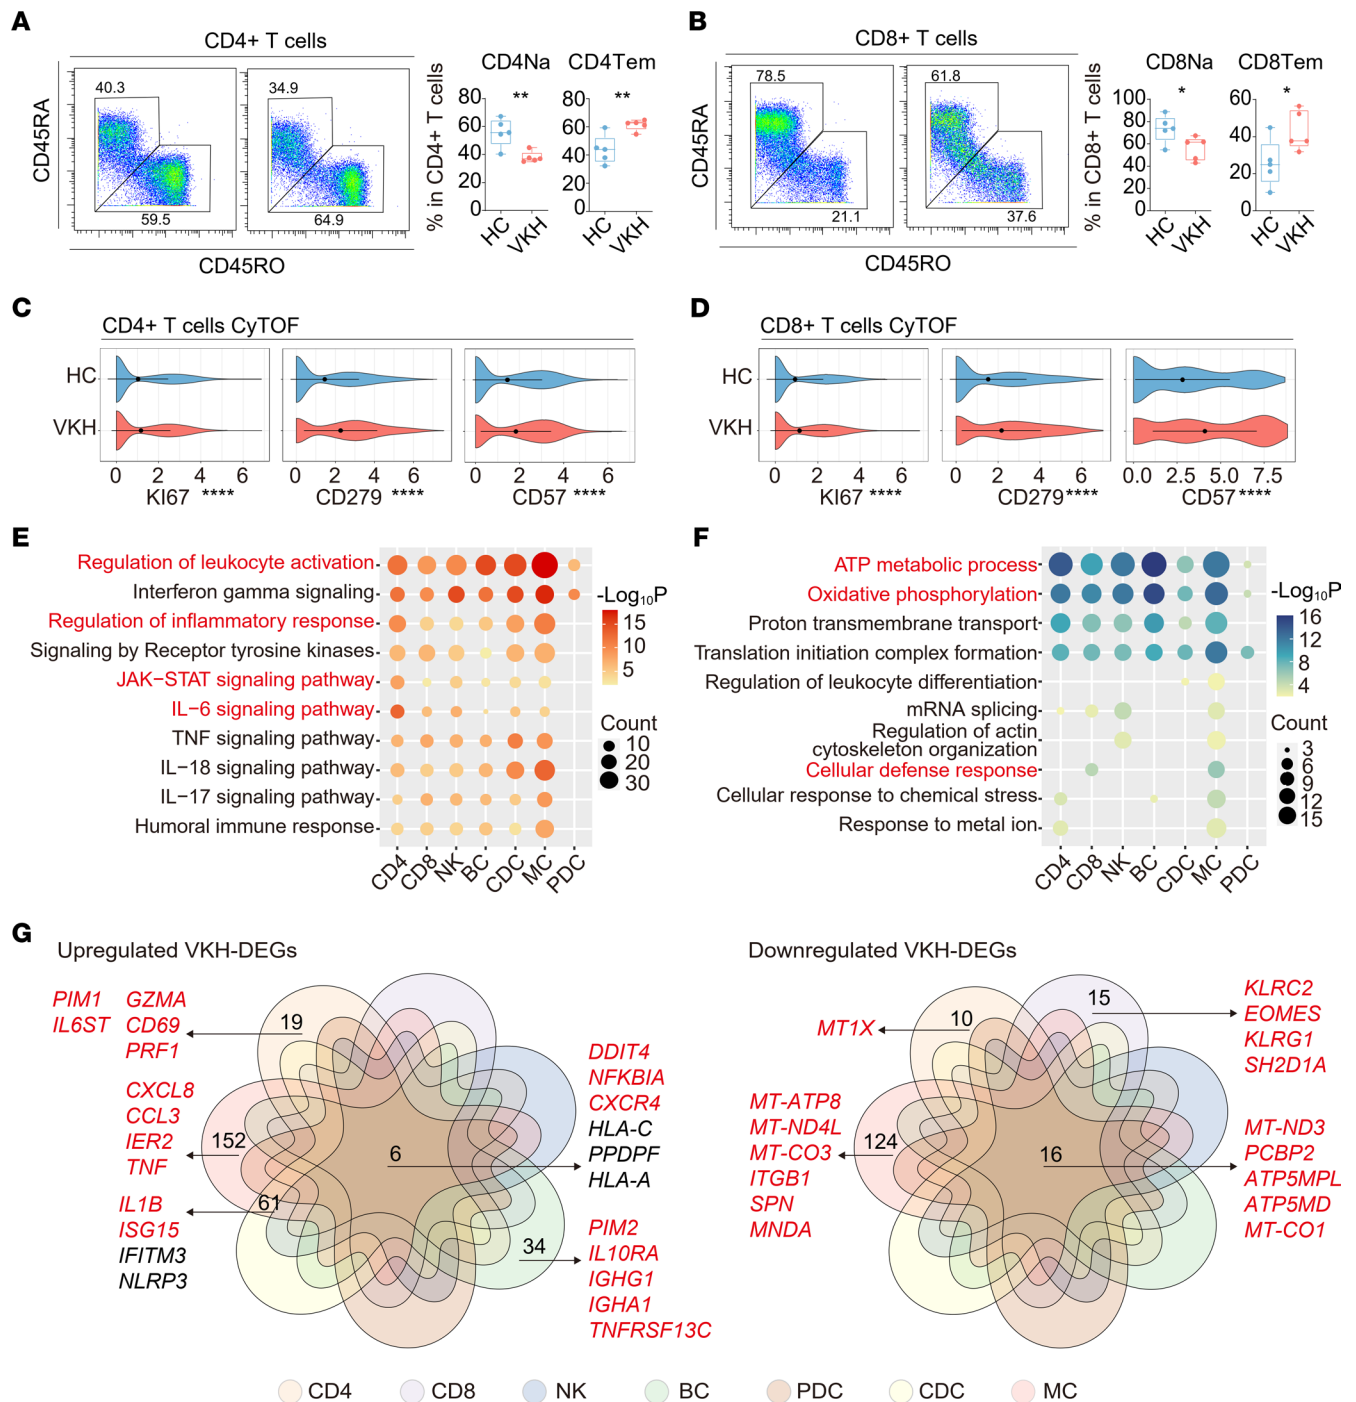 A
CD4+ T cells
40.3
34.9
59.5
64.9
CD45RA
CD45RO
% in CD4+ T cells
CD4Na
CD4Tem
**
**
80
60
40
20
0
80
60
40
20
0
HC
VKH
HC
VKH
B
CD8+ T cells
78.5
61.8
21.1
37.6
CD45RA
CD45RO
% in CD8+ T cells
CD8Na
CD8Tem
*
*
100
80
60
40
20
0
60
40
20
0
HC
VKH
HC
VKH
C
CD4+ T cells CyTOF
HC
VKH
0 2 4 6
0 2 4 6
0 2 4 6
KI67 ****
CD279 ****
CD57 ****
D
CD8+ T cells CyTOF
HC
VKH
0 2 4 6
0 2 4 6
0.0 2.5 5.0 7.5
KI67 ****
CD279 ****
CD57 ****
E
Regulation of leukocyte activation
Interferon gamma signaling
Regulation of inflammatory response
Signaling by Receptor tyrosine kinases
JAK−STAT signaling pathway
IL−6 signaling pathway
TNF signaling pathway
IL−18 signaling pathway
IL−17 signaling pathway
Humoral immune response
CD4 CD8 NK BC CDC MC PDC
-Log10P
15
10
5
Count
10
20
30
F
ATP metabolic process
Oxidative phosphorylation
Proton transmembrane transport
Translation initiation complex formation
Regulation of leukocyte differentiation
mRNA splicing
Regulation of actin
cytoskeleton organization
Cellular defense response
Cellular response to chemical stress
Response to metal ion
CD4 CD8 NK BC CDC MC PDC
-Log10P
16
12
8
4
Count
3
6
9
12
15
G
Upregulated VKH-DEGs
PIM1 GZMA
IL6ST CD69
PRF1
19
CXCL8
CCL3
IER2
TNF
152
IL1B
ISG15
IFITM3
NLRP3
61
6
DDIT4
NFKBIA
CXCR4
HLA-C
PPDPF
HLA-A
34
PIM2
IL10RA
IGHG1
IGHA1
TNFRSF13C
Downregulated VKH-DEGs
MT1X
10
15
KLRC2
EOMES
KLRG1
SH2D1A
MT-ATP8
MT-ND4L
MT-CO3
ITGB1
SPN
MNDA
124
16
MT-ND3
PCBP2
ATP5MPL
ATP5MD
MT-CO1
CD4 CD8 NK BC PDC CDC MC